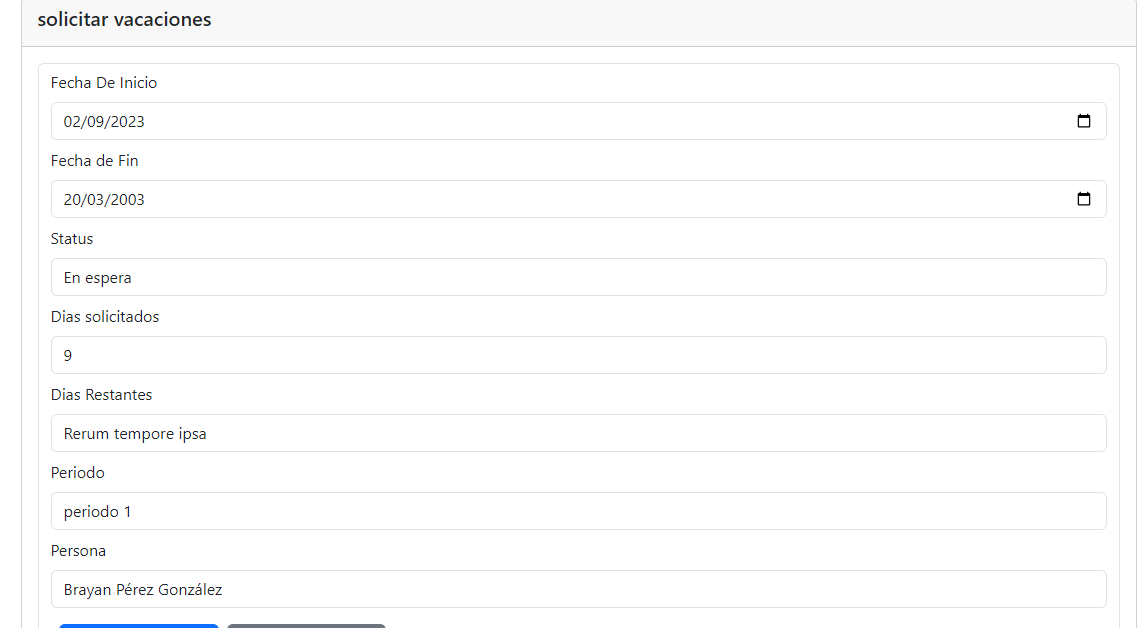 solicitar vacaciones
Fecha De Inicio
02/09/2023
Fecha de Fin
20/03/2003
Status
En espera
Dias solicitados
9
Dias Restantes
Rerum tempore ipsa
Periodo
periodo 1
Persona
Brayan Pérez González